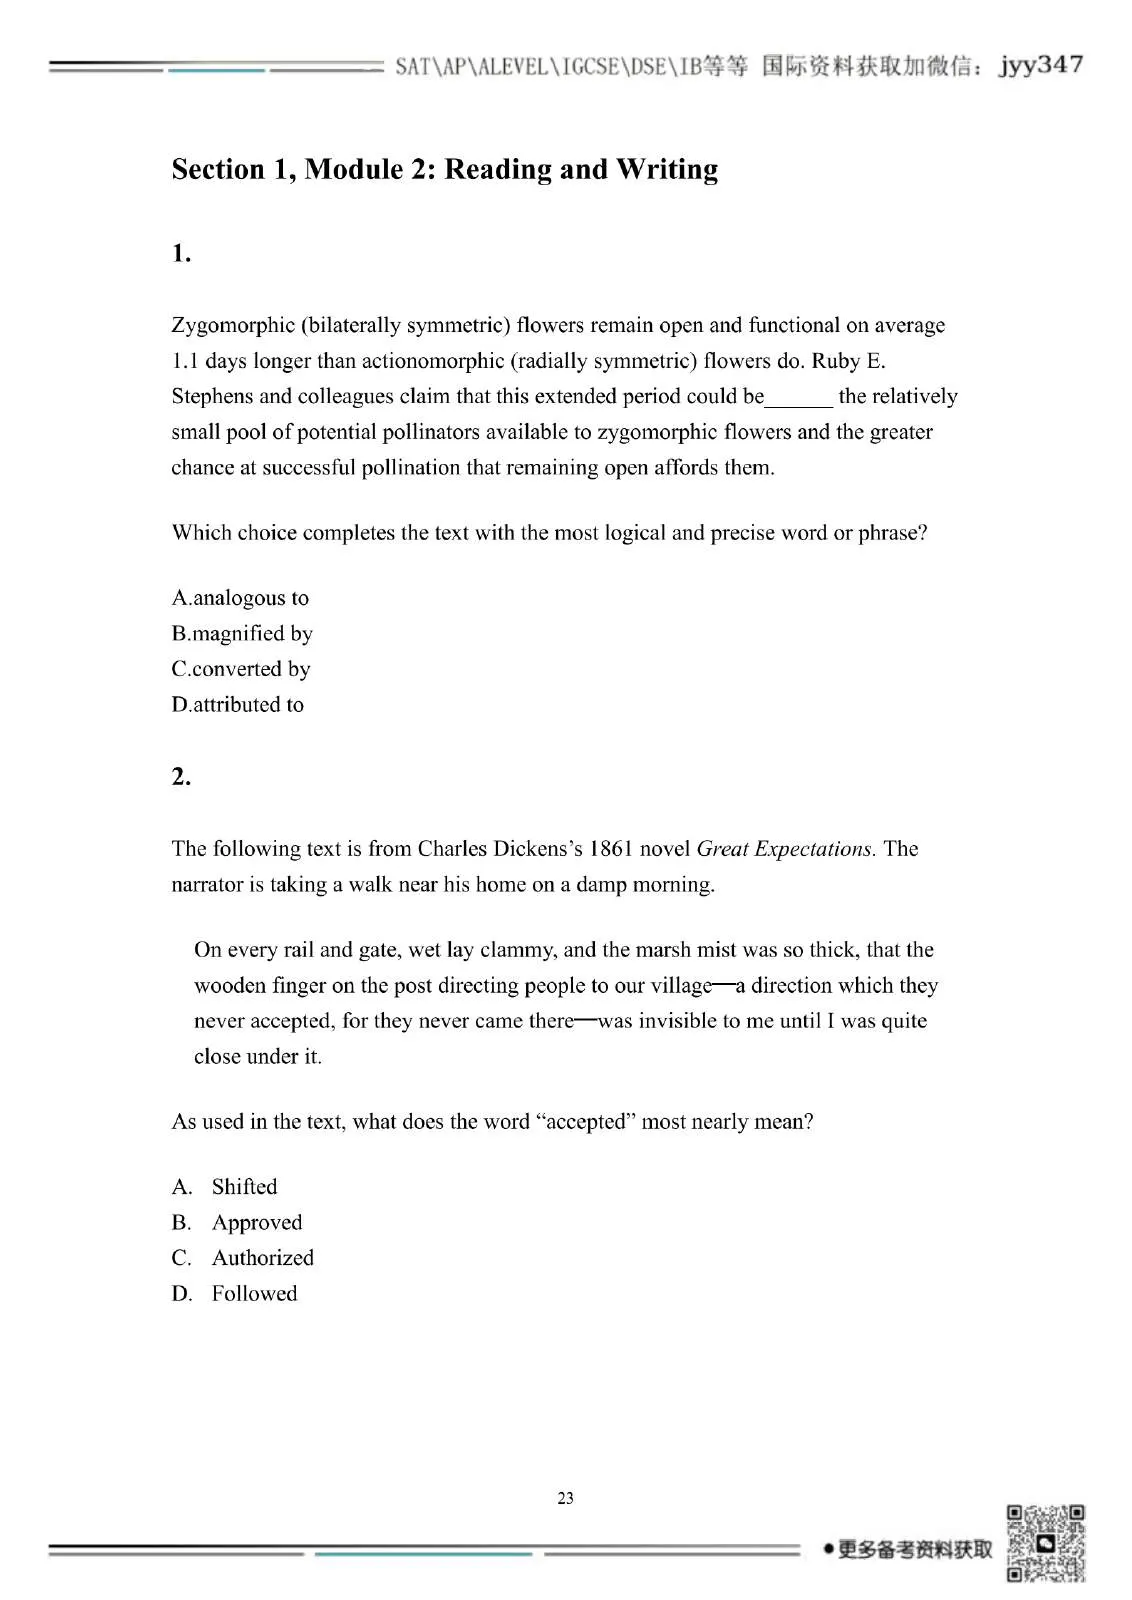 SAT\AP\ALEVEL\IGCSE\DSE\IB等等 国际资料获取加微信：jyy347
Section 1, Module 2: Reading and Writing
1.
Zygomorphic (bilaterally symmetric) flowers remain open and functional on average
1.1 days longer than actionomorphic (radially symmetric) flowers do. Ruby E.
Stephens and colleagues claim that this extended period could be______ the relatively
small pool of potential pollinators available to zygomorphic flowers and the greater
chance at successful pollination that remaining open affords them.
Which choice completes the text with the most logical and precise word or phrase?
A.analogous to
B.magnified by
C.converted by
D.attributed to
2.
The following text is from Charles Dickens’s 1861 novel Great Expectations. The
narrator is taking a walk near his home on a damp morning.
On every rail and gate, wet lay clammy, and the marsh mist was so thick, that the
wooden finger on the post directing people to our village—a direction which they
never accepted, for they never came there—was invisible to me until I was quite
close under it.
As used in the text, what does the word “accepted” most nearly mean?
A. Shifted
B. Approved
C. Authorized
D. Followed
23
●更多备考资料获取